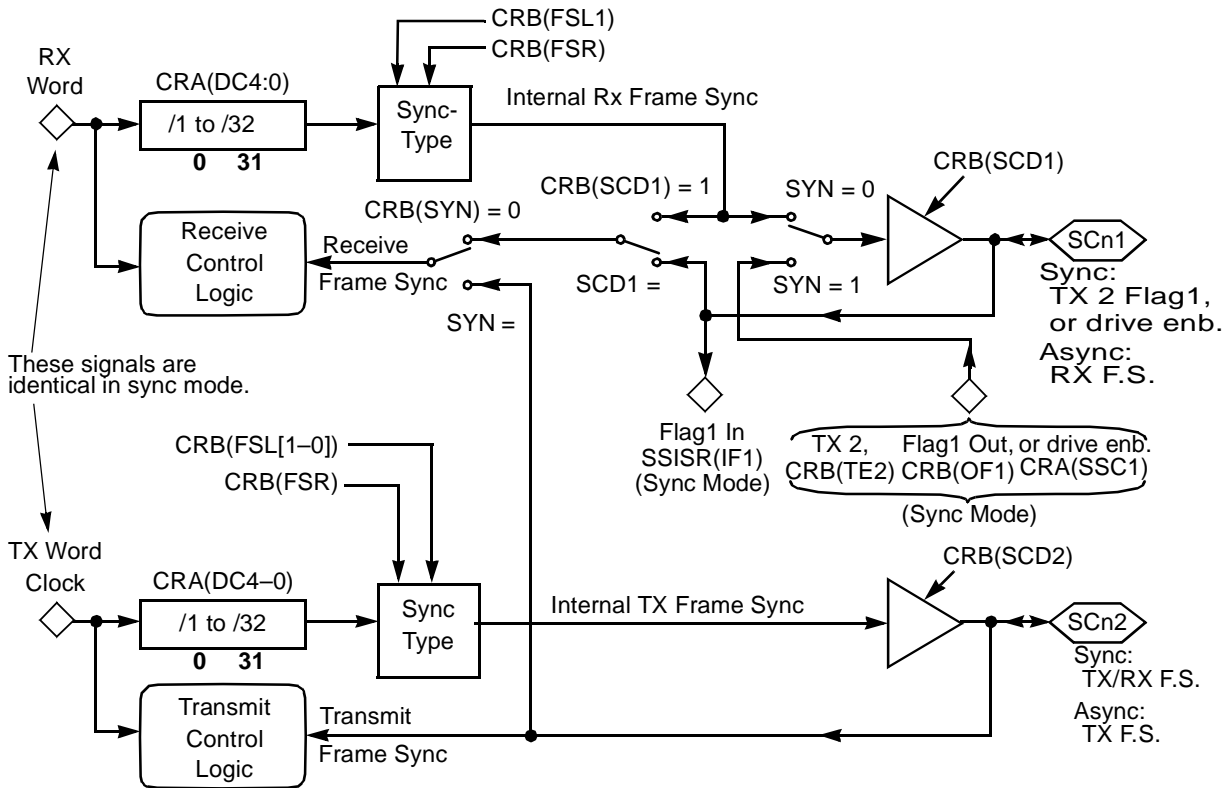 CRB(FSL1)
CRB(FSR)
RX
Word
CRA(DC4:0)
/1 to /32
0 31
Sync-
Type
Internal Rx Frame Sync
CRB(SCD1)
CRB(SCD1) = 1
SYN = 0
CRB(SYN) = 0
Receive
Control
Logic
Receive
Frame Sync
SCD1 =
SYN = 1
SYN =
SCn1
Sync:
TX 2 Flag1,
or drive enb.
Async:
RX F.S.
These signals are
identical in sync mode.
Flag1 In
SSISR(IF1)
(Sync Mode)
TX 2, Flag1 Out, or drive enb.
CRB(TE2) CRB(OF1) CRA(SSC1)
(Sync Mode)
CRB(FSL[1–0])
CRB(FSR)
TX Word
Clock
CRA(DC4–0)
/1 to /32
0 31
Sync
Type
Internal TX Frame Sync
CRB(SCD2)
SCn2
Sync:
TX/RX F.S.
Async:
TX F.S.
Transmit
Control
Logic
Transmit
Frame Sync